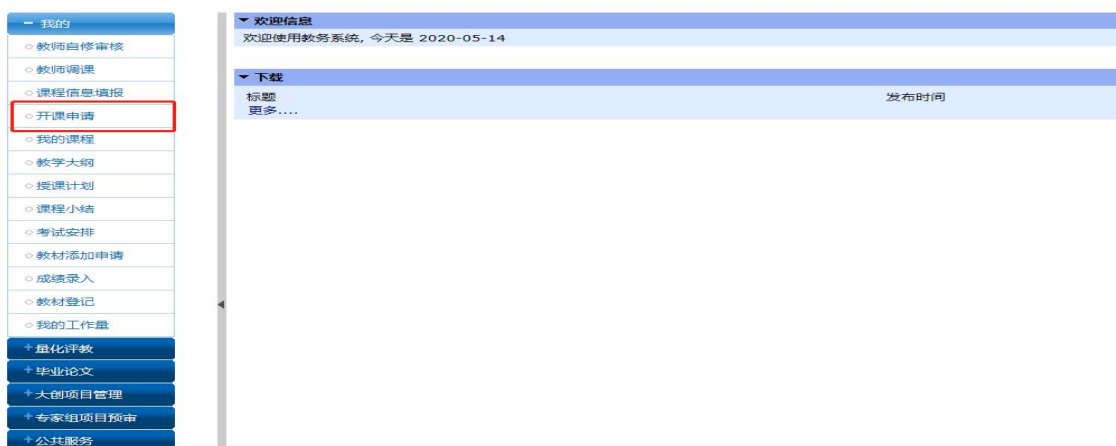 − 我的
○教师自修审核
○教师调课
○课程信息填报
○开课申请
○我的课程
○教学大纲
○授课计划
○课程小结
○考试安排
○教材添加申请
○成绩录入
○教材登记
○我的工作量
+量化评教
+毕业论文
+大创项目管理
+专家组项目预审
+公共服务
▼ 欢迎信息
欢迎使用教务系统, 今天是 2020-05-14
▼ 下载
标题 发布时间
更多....